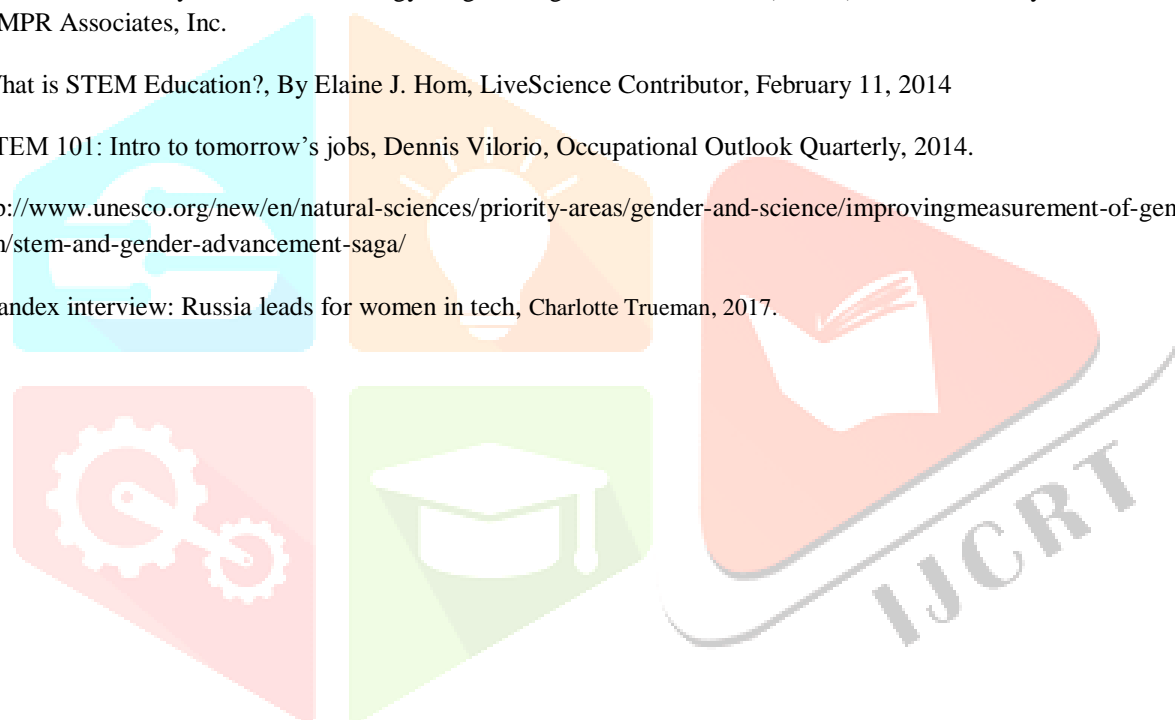 MPR Associates, Inc.
hat is STEM Education?, By Elaine J. Hom, LiveScience Contributor, February 11, 2014
TEM 101: Intro to tomorrow’s jobs, Dennis Vilorio, Occupational Outlook Quarterly, 2014.
p://www.unesco.org/new/en/natural-sciences/priority-areas/gender-and-science/improvingmeasurement-of-gen
n/stem-and-gender-advancement-saga/
andex interview: Russia leads for women in tech, Charlotte Trueman, 2017.
IJCRT